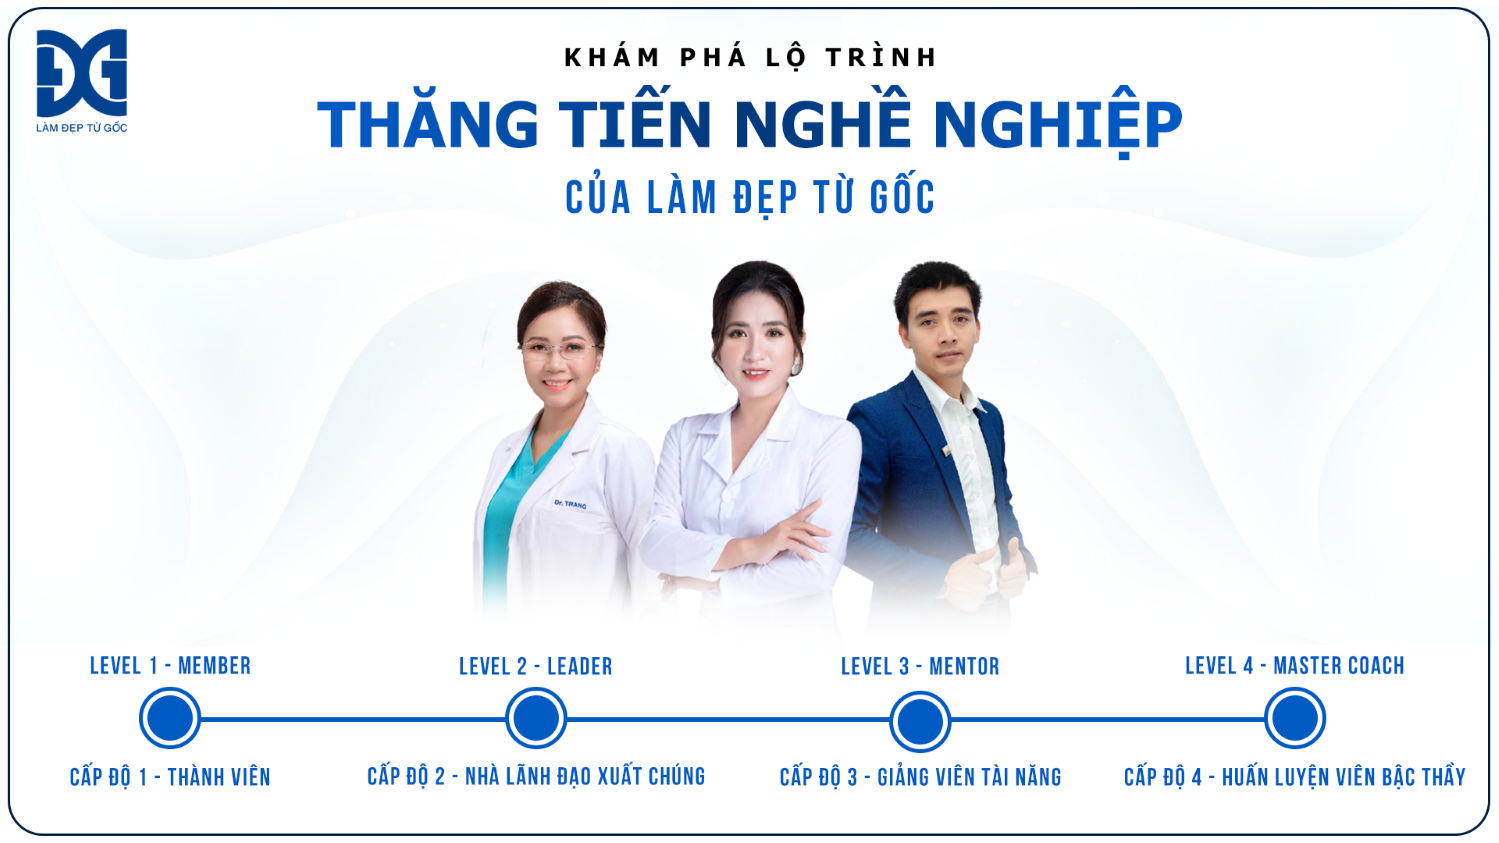 LÀM ĐẸP TỪ GỐC
KHÁM PHÁ LỘ TRÌNH
THĂNG TIẾN NGHỀ NGHIỆP
CỦA LÀM ĐẸP TỪ GỐC
Dr. TRANG
LEVEL 1 - MEMBER
LEVEL 2 - LEADER
LEVEL 3 - MENTOR
LEVEL 4 - MASTER COACH
CẤP ĐỘ 1 - THÀNH VIÊN
CẤP ĐỘ 2 - NHÀ LÃNH ĐẠO XUẤT CHÚNG
CẤP ĐỘ 3 - GIẢNG VIÊN TÀI NĂNG
CẤP ĐỘ 4 - HUẤN LUYỆN VIÊN BẬC THẦY